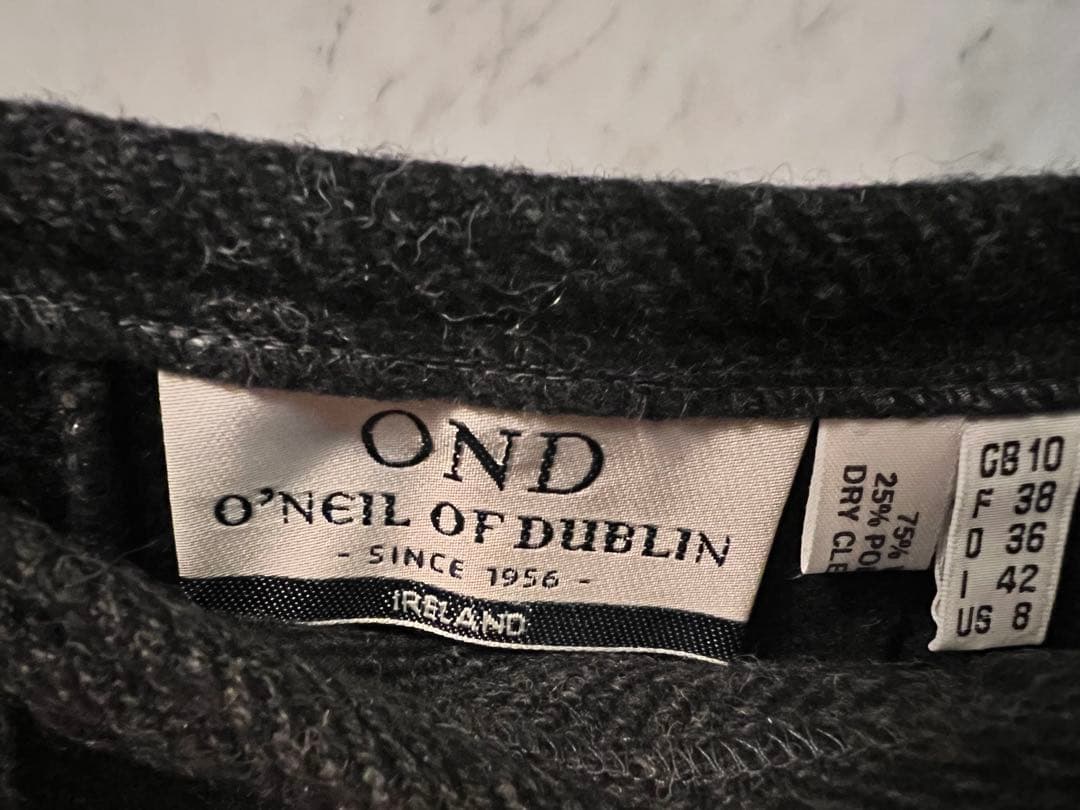 OND
O'NEIL OF DUBLIN
- SINCE 1956 -
IRELAND
75%
25% PO
DRY CLE
GB 10
F 38
D 36
I 42
US 8